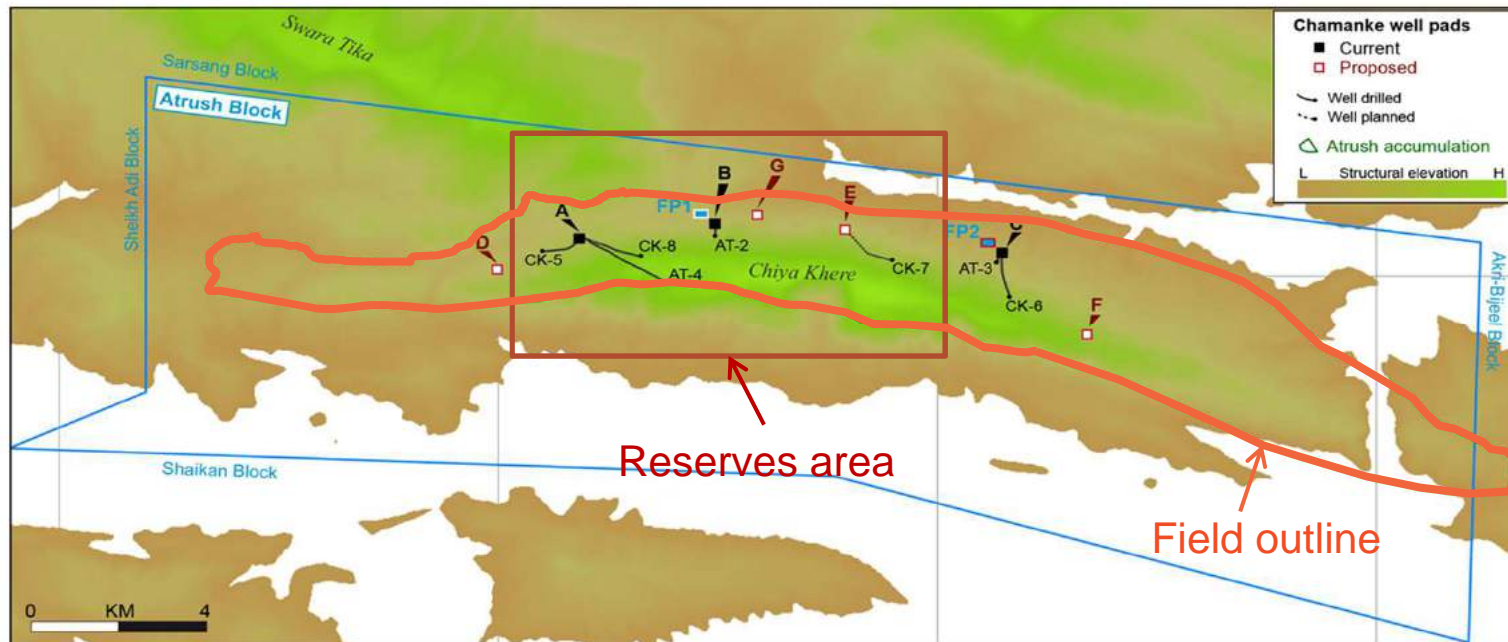 Swara Tika
Sarsang Block
Atrush Block
Sheikh Adi Block
Chamanke well pads
Current
Proposed
Well drilled
Well planned
Atrush accumulation
L Structural elevation H
B
G
E
A
FP1
C
FP2
D
CK-5
CK-8
AT-2
AT-4
Chiya Khere
CK-7
AT-3
CK-6
F
Akri-Bijeel Block
Reserves area
Shaikan Block
Field outline
0 KM 4